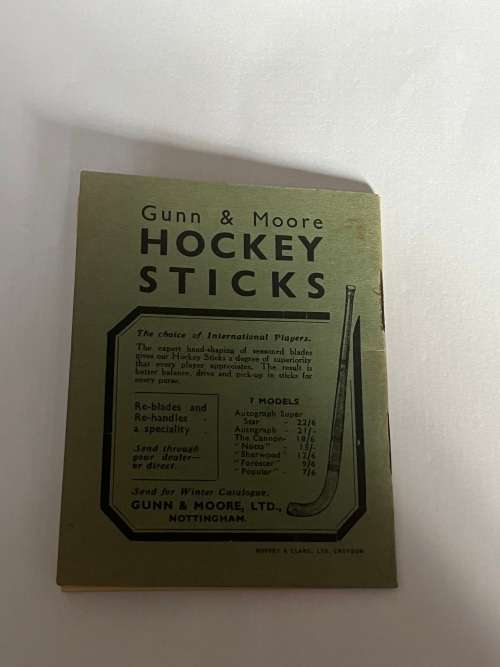 Gunn & Moore
HOCKEY
STICKS
The choice of International Players.
The expert hand-shaping of seasoned blades
gives our Hockey Sticks a degree of superiority
that every player appreciates. The result is
better balance, drive and pick-up in sticks for
every purse.
Re-blades and
Re-handles -
a speciality -
Send through
your dealer—
or direct.
7 MODELS
Autograph Super
Star - 22/6
Autograph - 21/-
The Cannon- 18/6
"Notts" - 15/-
"Sherwood" 12/6
"Forester" 9/6
"Popular" - 7/6
Send for Winter Catalogue.
GUNN & MOORE, LTD.,
NOTTINGHAM.
& CLARK, LTD. CROYDON